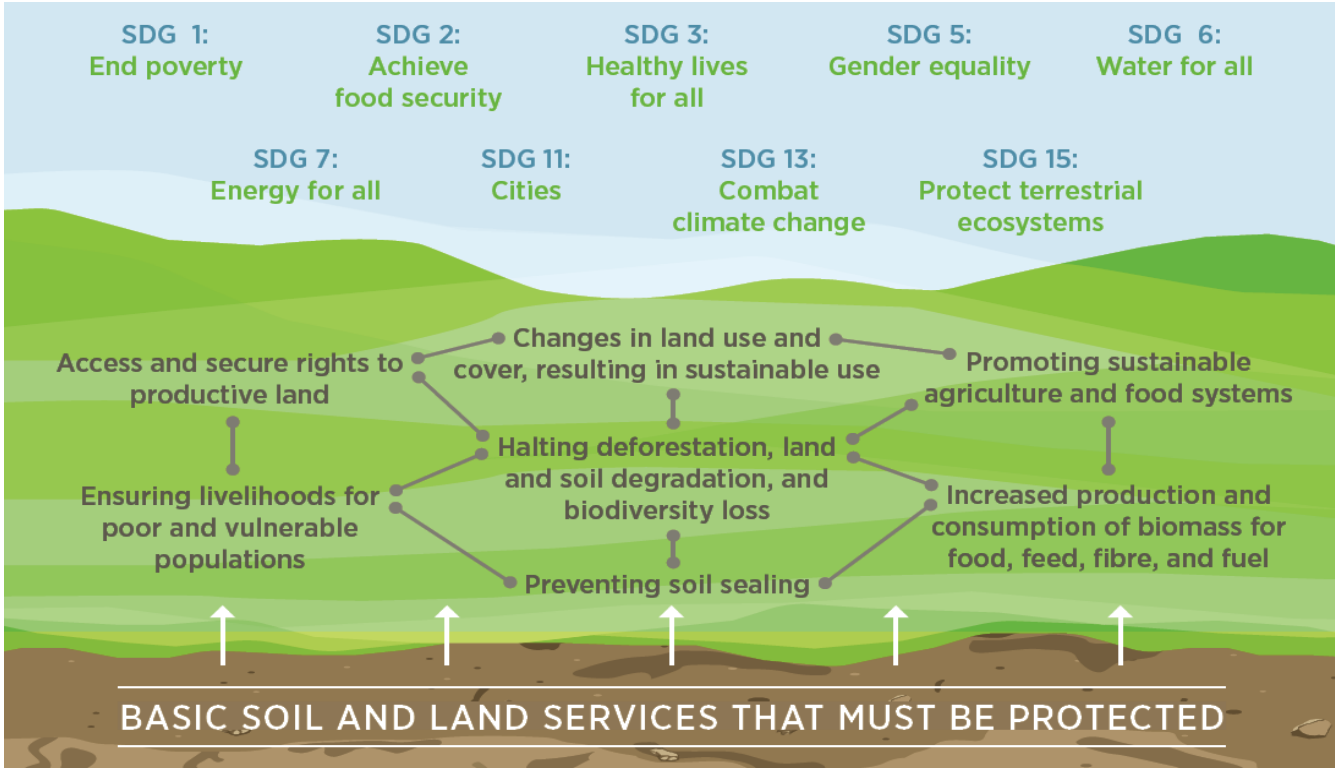 SDG 1:
End poverty
SDG 2:
Achieve
food security
SDG 3:
Healthy lives
for all
SDG 5:
Gender equality
SDG 6:
Water for all
SDG 7:
Energy for all
SDG 11:
Cities
SDG 13:
Combat
climate change
SDG 15:
Protect terrestrial
ecosystems
Access and secure rights to
productive land
Changes in land use and
cover, resulting in sustainable use
Promoting sustainable
agriculture and food systems
Ensuring livelihoods for
poor and vulnerable
populations
Halting deforestation, land
and soil degradation, and
biodiversity loss
Increased production and
consumption of biomass for
food, feed, fibre, and fuel
Preventing soil sealing
BASIC SOIL AND LAND SERVICES THAT MUST BE PROTECTED